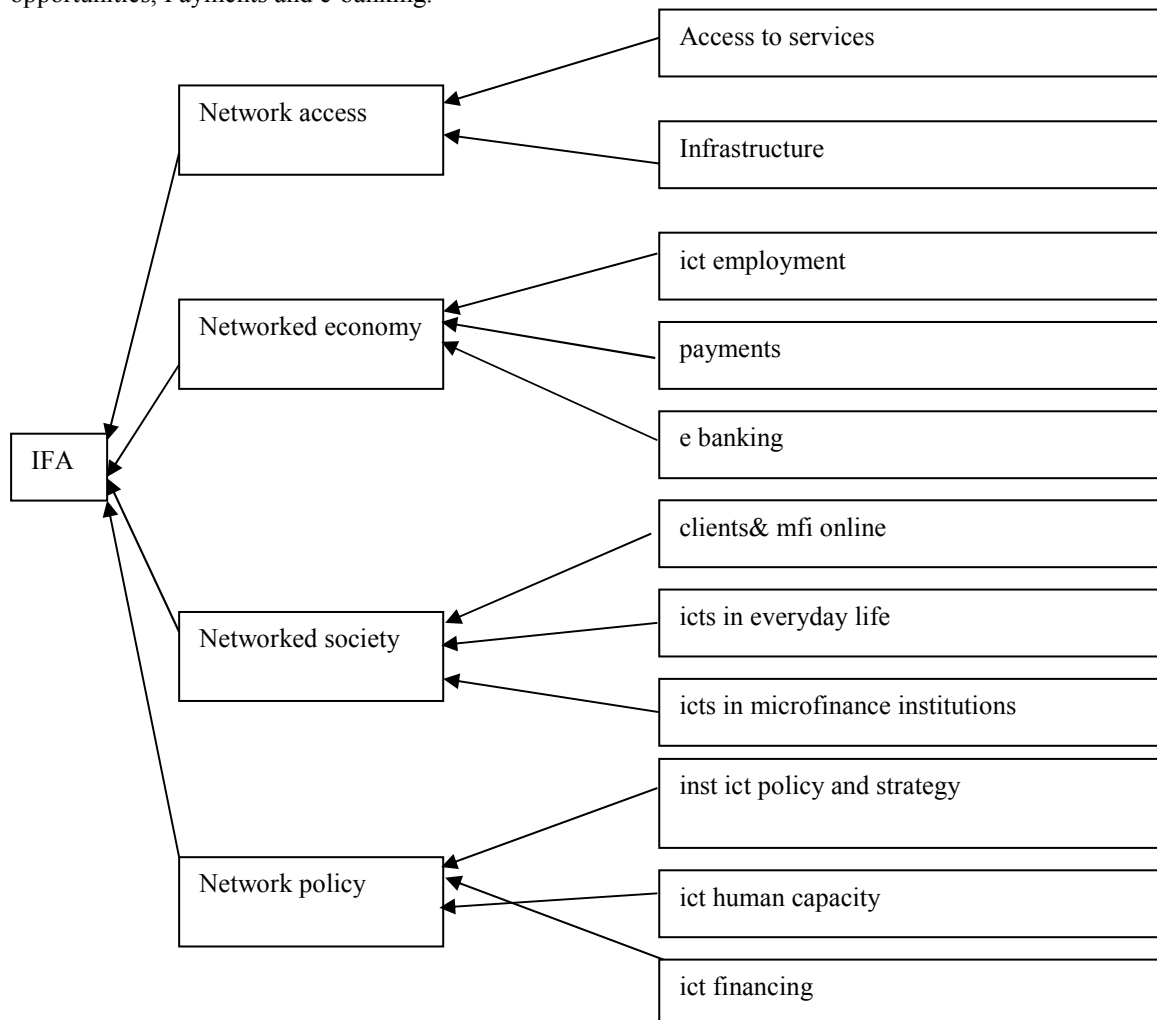 opportunities, Payments and e-banking.
Access to services
Network access
Infrastructure
ict employment
Networked economy
payments
e banking
IFA
clients& mfi online
icts in everyday life
Networked society
icts in microfinance institutions
inst ict policy and strategy
Network policy
ict human capacity
ict financing